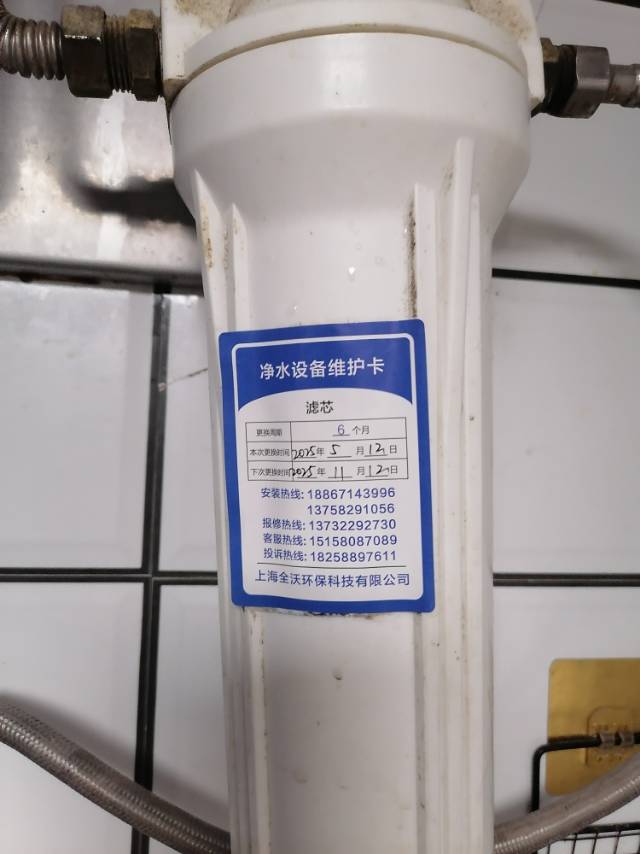 净水设备维护卡
滤芯
更换周期 6 个月
本次更换时间 2025年 5 月 12 日
下次更换时间 2025年 11 月 12 日
安装热线: 18867143996
13758291056
报修热线: 13732292730
客服热线: 15158087089
投诉热线: 18258897611
上海全沃环保科技有限公司